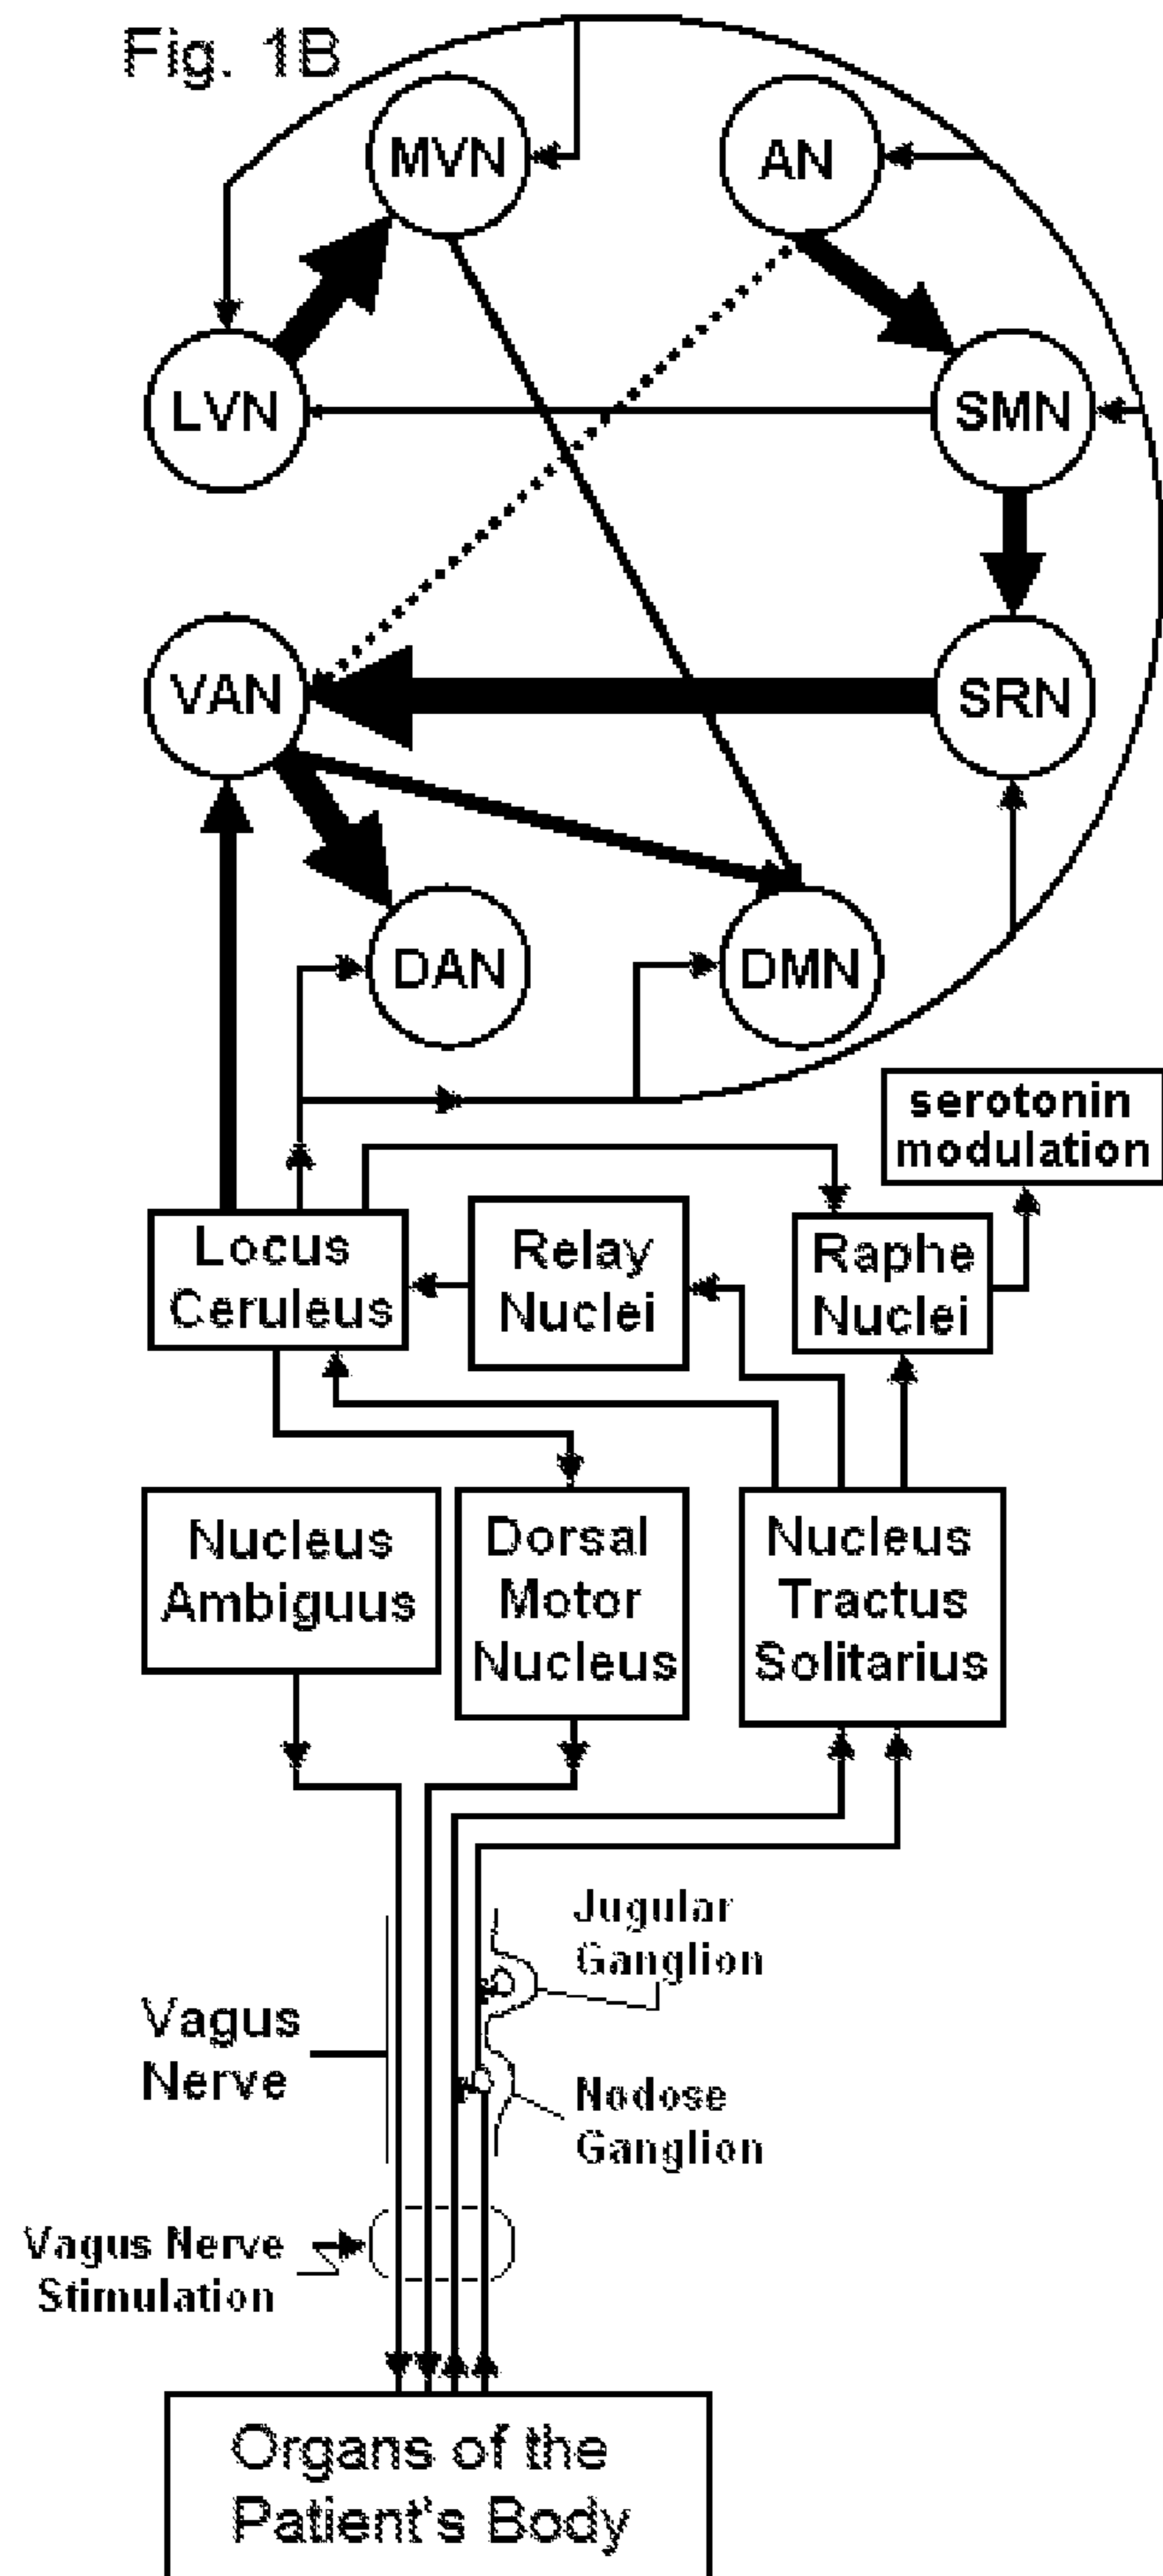 Fig. 1B
MVN
AN
LVN
SMN
VAN
SRN
DAN
DMN
serotonin
modulation
Locus
Ceruleus
Relay
Nuclei
Raphe
Nuclei
Nucleus
Ambiguus
Dorsal
Motor
Nucleus
Nucleus
Tractus
Solitarius
Jugular
Ganglion
Vagus
Nerve
Nodose
Ganglion
Vagus Nerve
Stimulation
Organs of the
Patient's Body